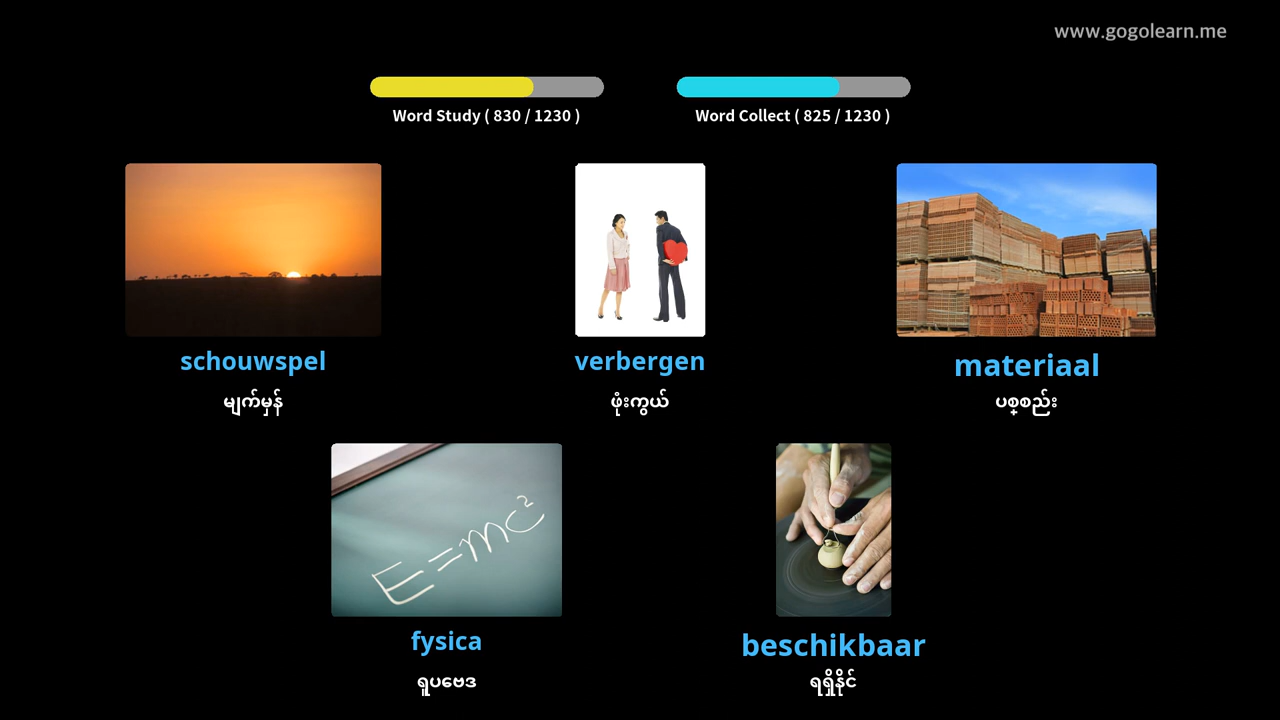 www.gogolearn.me
Word Study ( 830 / 1230 )
Word Collect ( 825 / 1230 )
schouwspel
verbergen
materiaal
မျက်မှန်
ဖုံးကွယ်
ပစ္စည်း
E=mc²
fysica
beschikbaar
ရူပဗေဒ
ရရှိနိုင်